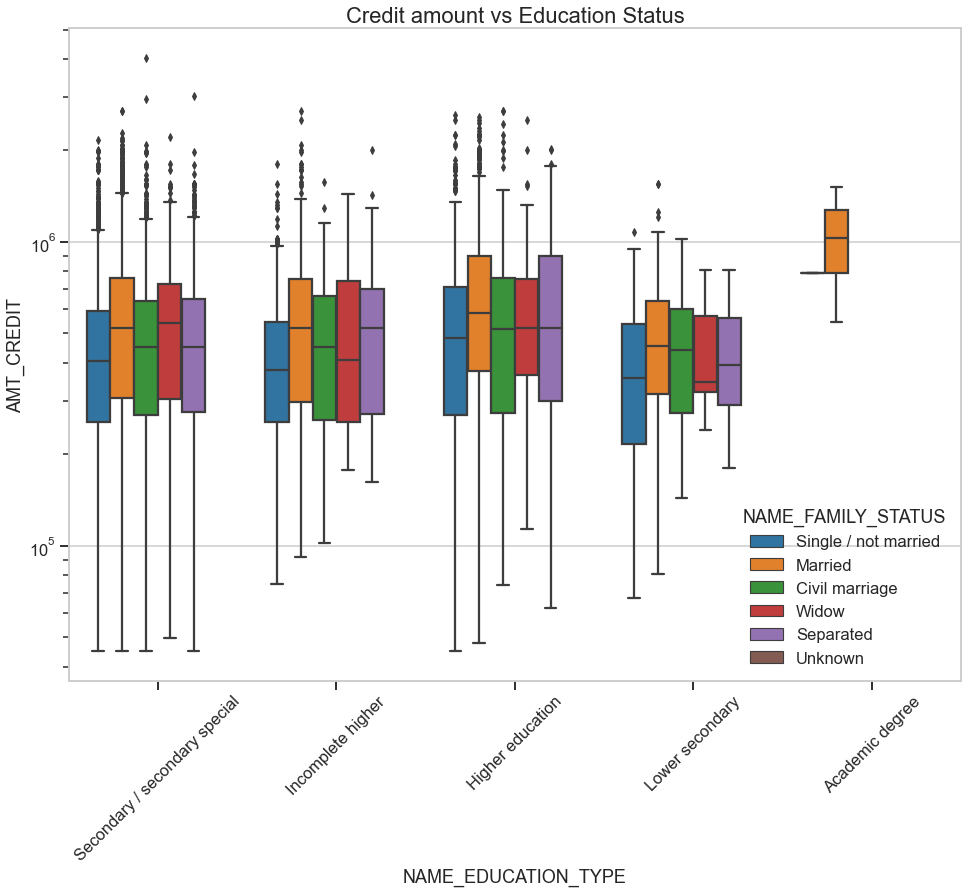 Credit amount vs Education Status
AMT_CREDIT
10^6
10^5
NAME_FAMILY_STATUS
Single / not married
Married
Civil marriage
Widow
Separated
Unknown
Secondary / secondary special
Incomplete higher
Higher education
Lower secondary
Academic degree
NAME_EDUCATION_TYPE